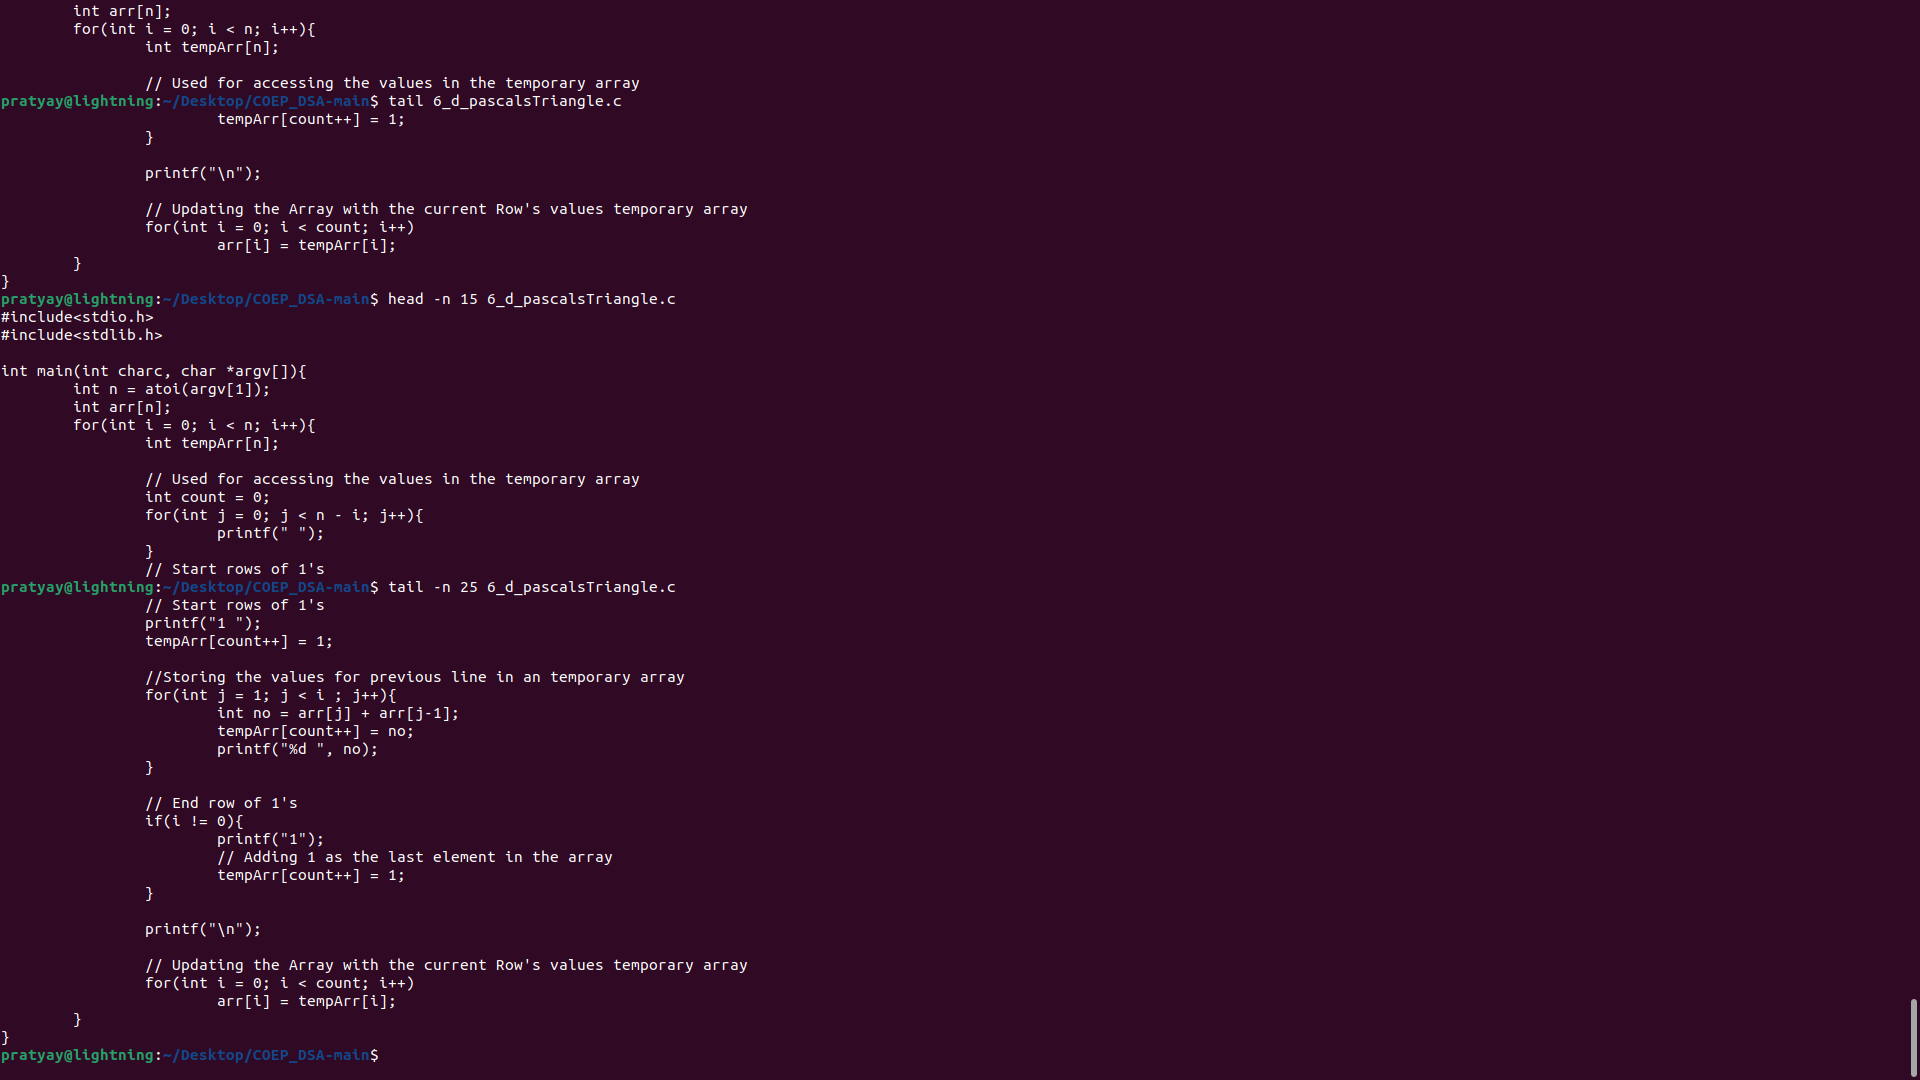 int arr[n];
        for(int i = 0; i < n; i++){
                int tempArr[n];

                // Used for accessing the values in the temporary array
pratyay@lightning:~/Desktop/COEP_DSA-main$ tail 6_d_pascalsTriangle.c
                        tempArr[count++] = 1;
                }

                printf("\n");

                // Updating the Array with the current Row's values temporary array
                for(int i = 0; i < count; i++)
                        arr[i] = tempArr[i];
        }
}
pratyay@lightning:~/Desktop/COEP_DSA-main$ head -n 15 6_d_pascalsTriangle.c
#include<stdio.h>
#include<stdlib.h>

int main(int charc, char *argv[]){
        int n = atoi(argv[1]);
        int arr[n];
        for(int i = 0; i < n; i++){
                int tempArr[n];

                // Used for accessing the values in the temporary array
                int count = 0;
                for(int j = 0; j < n - i; j++){
                        printf(" ");
                }
                // Start rows of 1's
pratyay@lightning:~/Desktop/COEP_DSA-main$ tail -n 25 6_d_pascalsTriangle.c
                // Start rows of 1's
                printf("1 ");
                tempArr[count++] = 1;

                //Storing the values for previous line in an temporary array
                for(int j = 1; j < i ; j++){
                        int no = arr[j] + arr[j-1];
                        tempArr[count++] = no;
                        printf("%d ", no);
                }

                // End row of 1's
                if(i != 0){
                        printf("1");
                        // Adding 1 as the last element in the array
                        tempArr[count++] = 1;
                }

                printf("\n");

                // Updating the Array with the current Row's values temporary array
                for(int i = 0; i < count; i++)
                        arr[i] = tempArr[i];
        }
}
pratyay@lightning:~/Desktop/COEP_DSA-main$